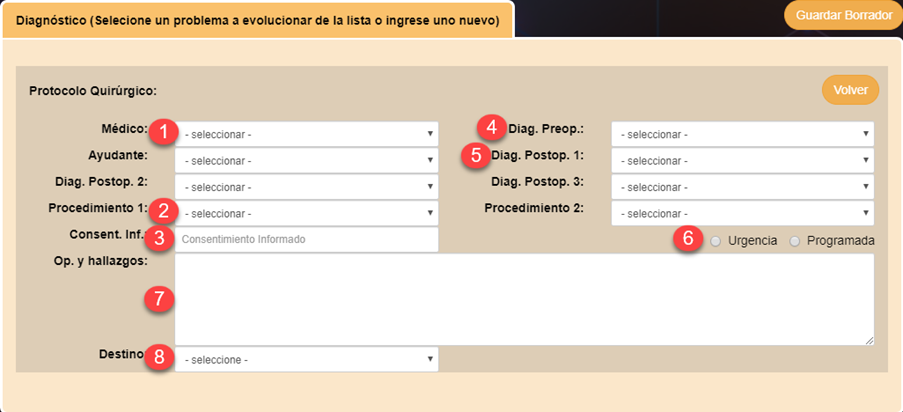 Diagnóstico (Selecione un problema a evolucionar de la lista o ingrese uno nuevo)
Guardar Borrador
Protocolo Quirúrgico:
Volver
Médico: 1 - seleccionar - 4 Diag. Preop.: - seleccionar -
Ayudante: - seleccionar - 5 Diag. Postop. 1: - seleccionar -
Diag. Postop. 2: - seleccionar - Diag. Postop. 3: - seleccionar -
Procedimiento 1: 2 - seleccionar - Procedimiento 2: - seleccionar -
Consent. Inf. 3 Consentimiento Informado 6 Urgencia Programada
Op. y hallazgos:
7
Destino 8 - seleccione -